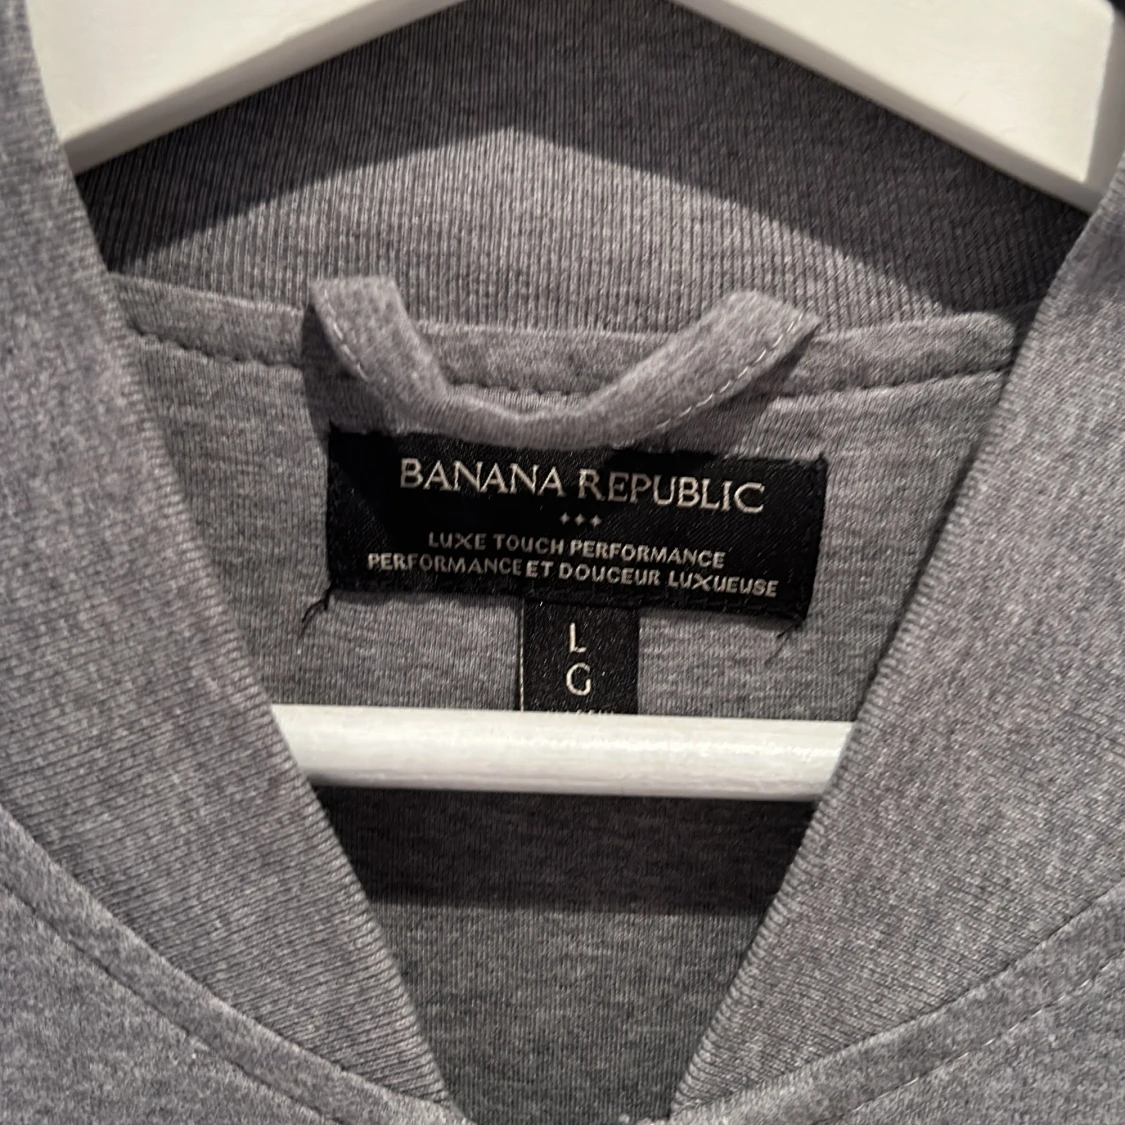 BANANA REPUBLIC
LUXE TOUCH PERFORMANCE
PERFORMANCE ET DOUCEUR LUXUEUSE
L
G